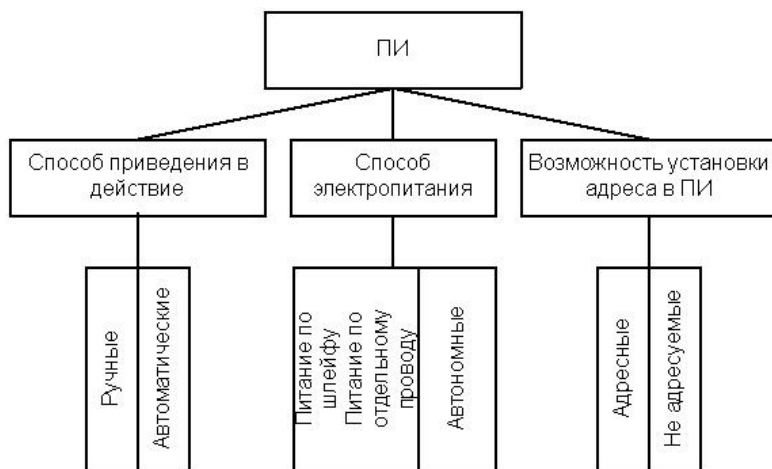 ПИ
Способ приведения в
действие
Способ
электропитания
Возможность установки
адреса в ПИ
Ручные
Автоматические
Питание по
шлейфу
Питание по
отдельному
проводу
Автономные
Адресные
Не адресуемые